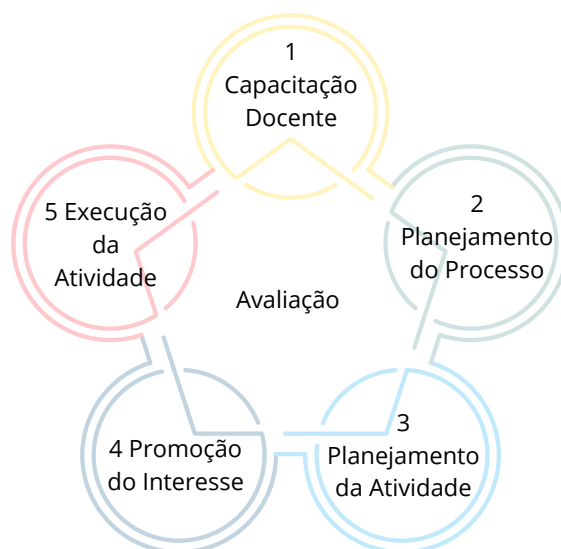 1
Capacitação
Docente
2
Planejamento
do Processo
3
Planejamento
da Atividade
4 Promoção
do Interesse
5 Execução
da
Atividade
Avaliação